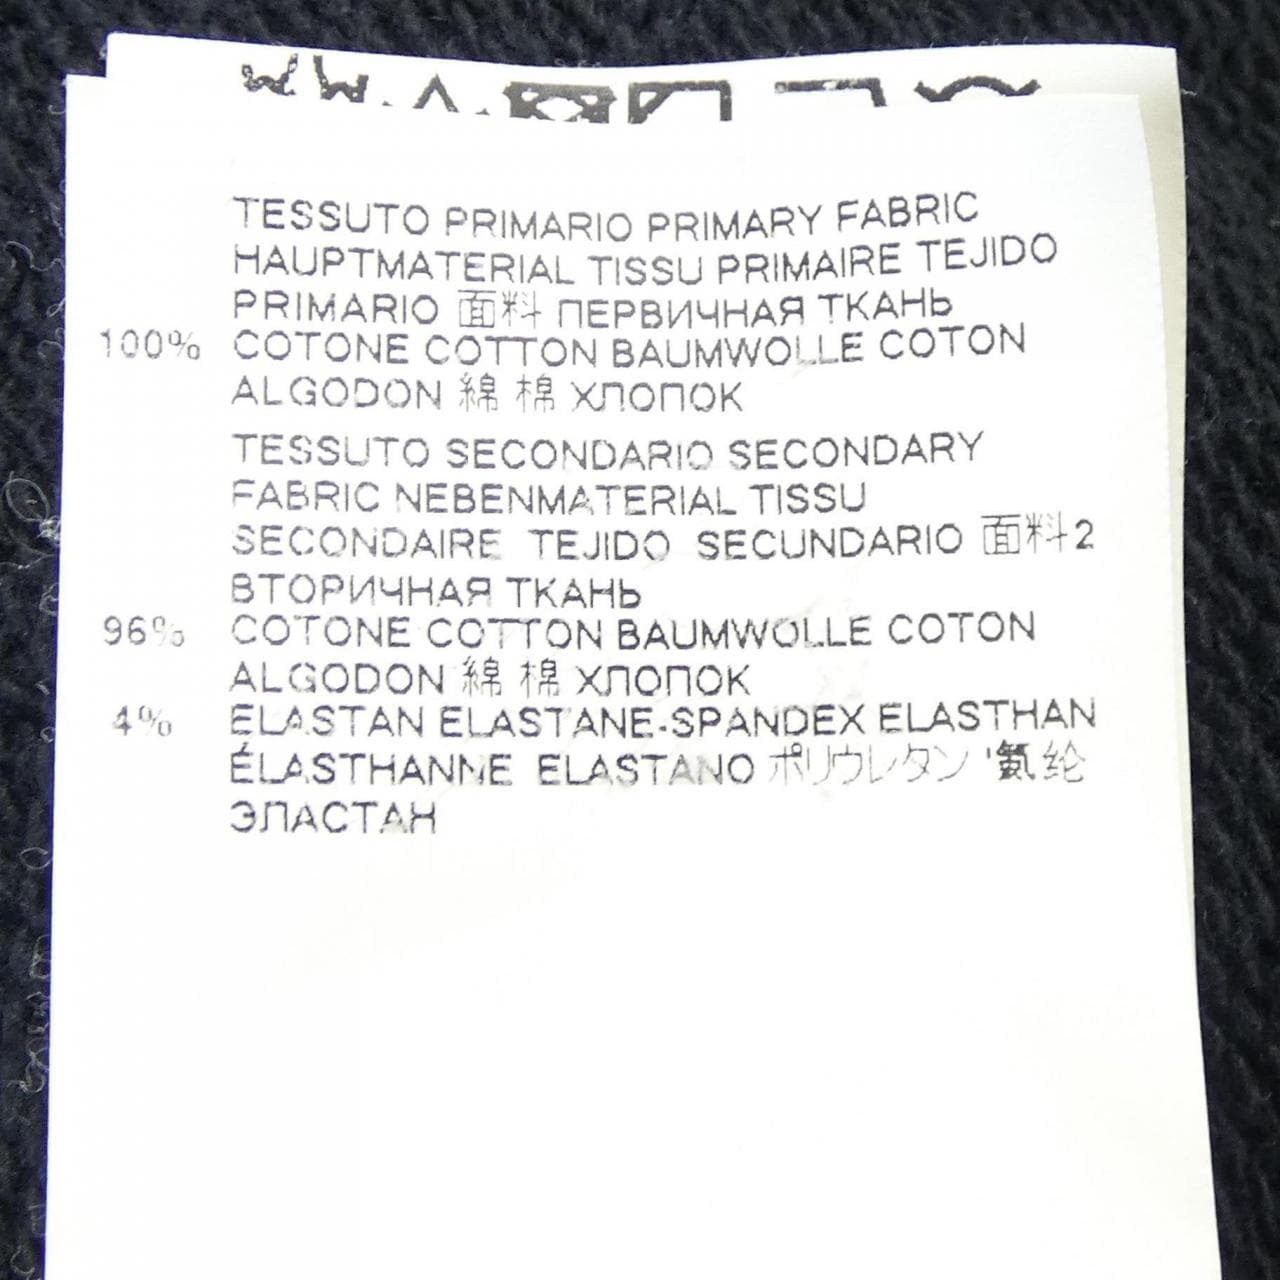 TESSUTO PRIMARIO PRIMARY FABRIC
HAUPTMATERIAL TISSU PRIMAIRE TEJIDO
PRIMARIO 面料 ПЕРВИЧНАЯ ТКАНЬ
100% COTONE COTTON BAUMWOLLE COTON
ALGODON 綿 棉 ХЛОПОК
TESSUTO SECONDARIO SECONDARY
FABRIC NEBENMATERIAL TISSU
SECONDAIRE TEJIDO SECUNDARIO 面料2
ВТОРИЧНАЯ ТКАНЬ
96% COTONE COTTON BAUMWOLLE COTON
ALGODON 綿 棉 ХЛОПОК
4% ELASTAN ELASTANE-SPANDEX ELASTHAN
ÉLASTHANNE ELASTANO ポリウレタン '氨纶
ЭЛАСТАН